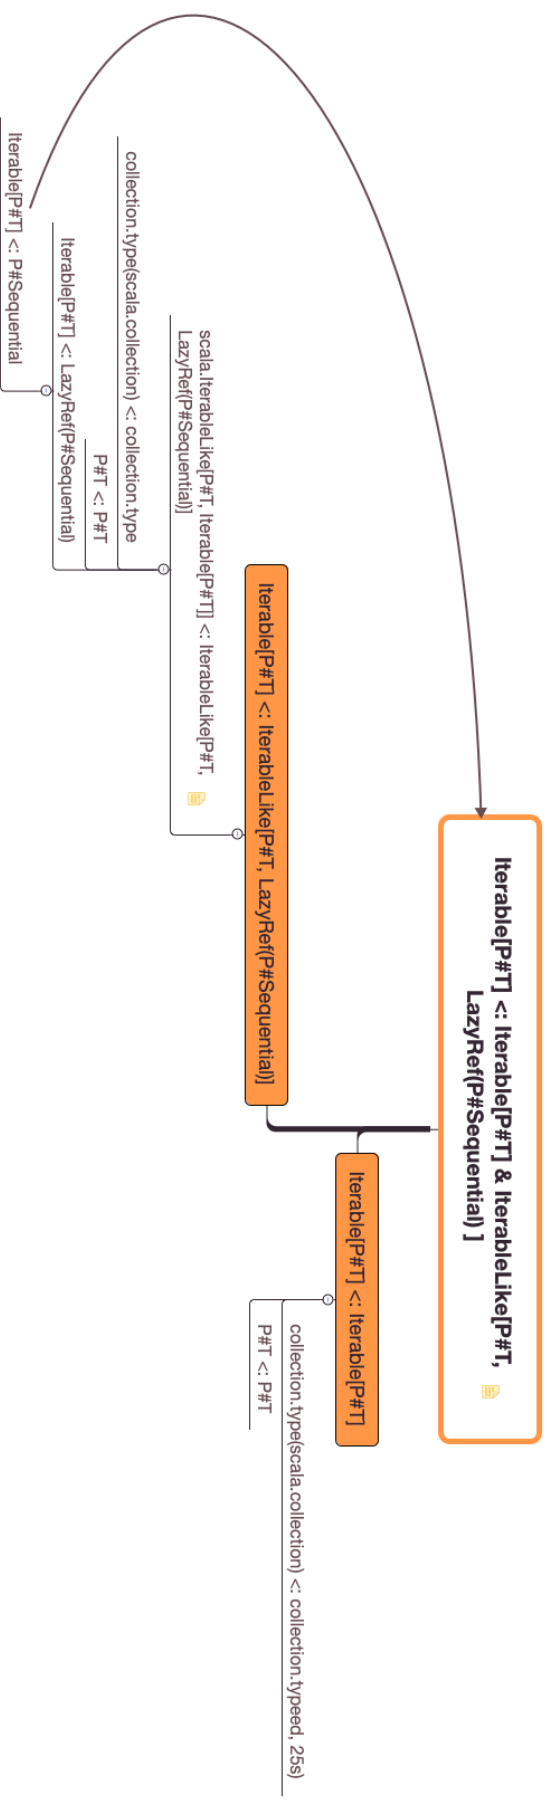 Iterable[P#T] <: Iterable[P#T] & IterableLike[P#T,
LazyRef(P#Sequential) ]
Iterable[P#T] <: Iterable[P#T]
collection.type(scala.collection) <: collection.typeed, 25s)
P#T <: P#T
Iterable[P#T] <: IterableLike[P#T, LazyRef(P#Sequential)]
scala.IterableLike[P#T, Iterable[P#T]] <: IterableLike[P#T,
LazyRef(P#Sequential)]
collection.type(scala.collection) <: collection.type
P#T <: P#T
Iterable[P#T] <: LazyRef(P#Sequential)
Iterable[P#T] <: P#Sequential